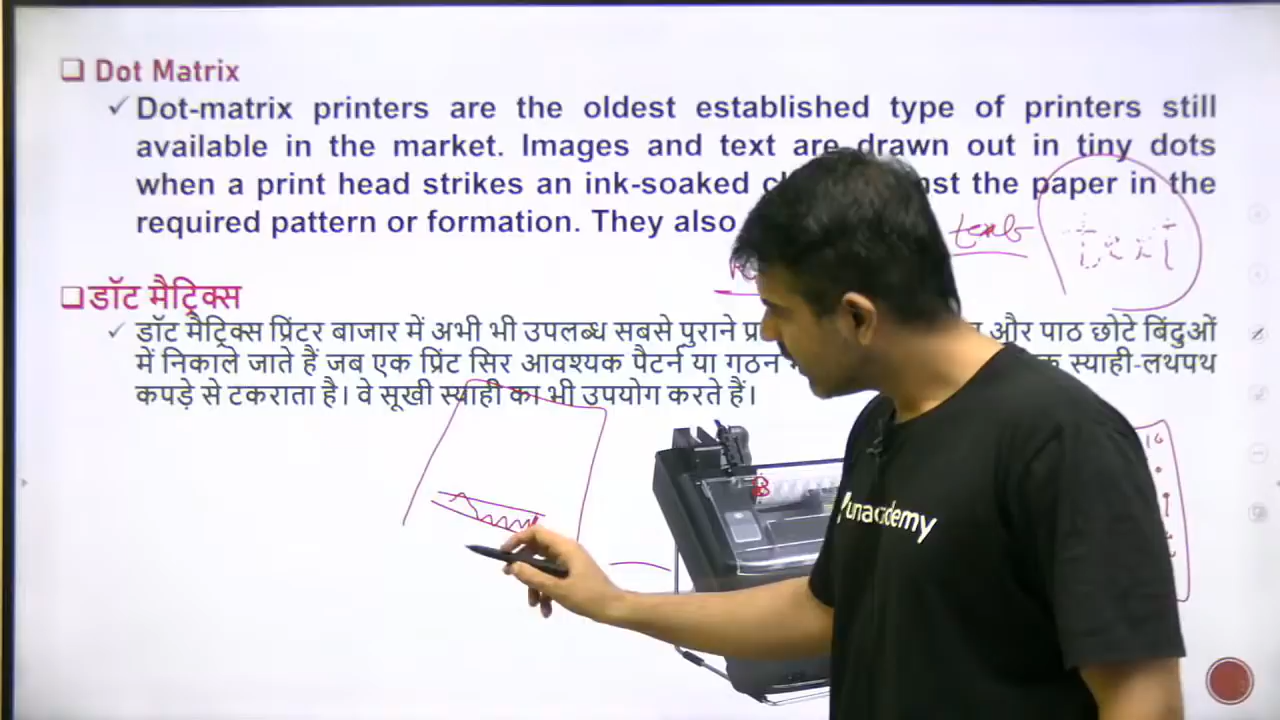 ❑ Dot Matrix
✓ Dot-matrix printers are the oldest established type of printers still
available in the market. Images and text are drawn out in tiny dots
when a print head strikes an ink-soaked the paper in the
required pattern or formation. They also
text
text
❑ डॉट मैट्रिक्स
✓ डॉट मैट्रिक्स प्रिंटर बाजार में अभी भी उपलब्ध सबसे पुराने और पाठ छोटे बिंदुओं
में निकाले जाते हैं जब एक प्रिंट सिर आवश्यक पैटर्न या गठन स्याही-लथपथ
कपड़े से टकराता है। वे सूखी स्याही का भी उपयोग करते हैं।
B
unacademy